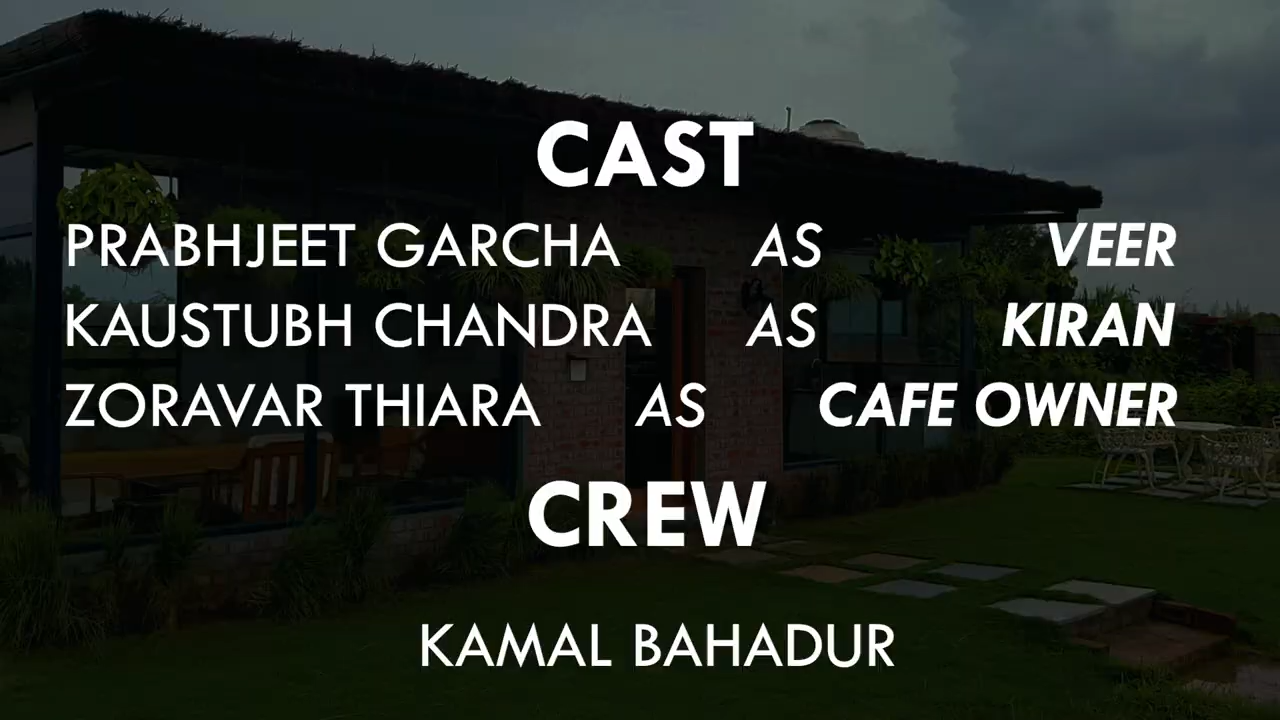 CAST
PRABHJEET GARCHA AS VEER
KAUSTUBH CHANDRA AS KIRAN
ZORAVAR THIARA AS CAFE OWNER
CREW
KAMAL BAHADUR